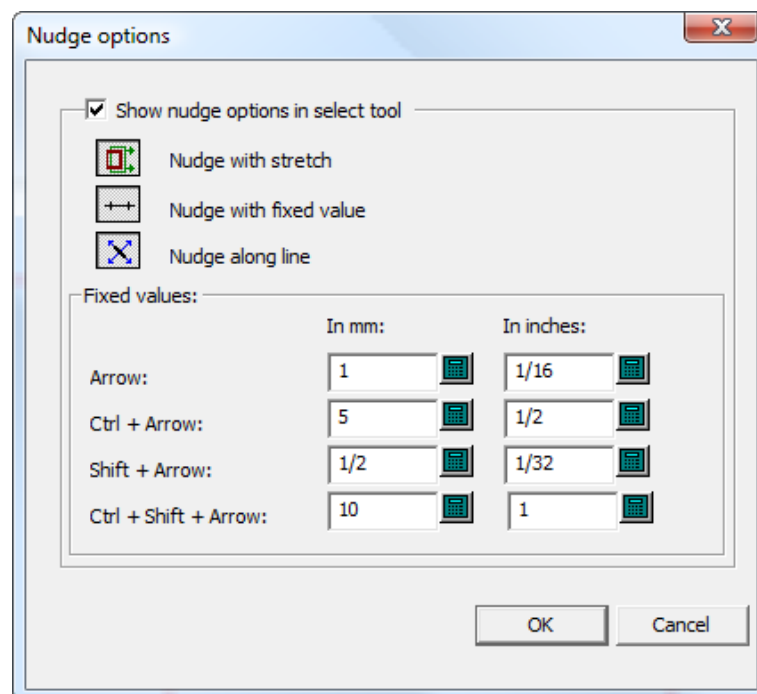 Nudge options
Show nudge options in select tool
Nudge with stretch
Nudge with fixed value
Nudge along line
Fixed values:
In mm: In inches:
Arrow: 1 1/16
Ctrl + Arrow: 5 1/2
Shift + Arrow: 1/2 1/32
Ctrl + Shift + Arrow: 10 1
OK Cancel